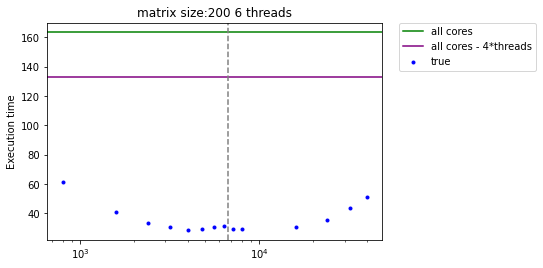 matrix size:200 6 threads
all cores
all cores - 4*threads
true
Execution time
160
140
120
100
80
60
40
10³
10⁴